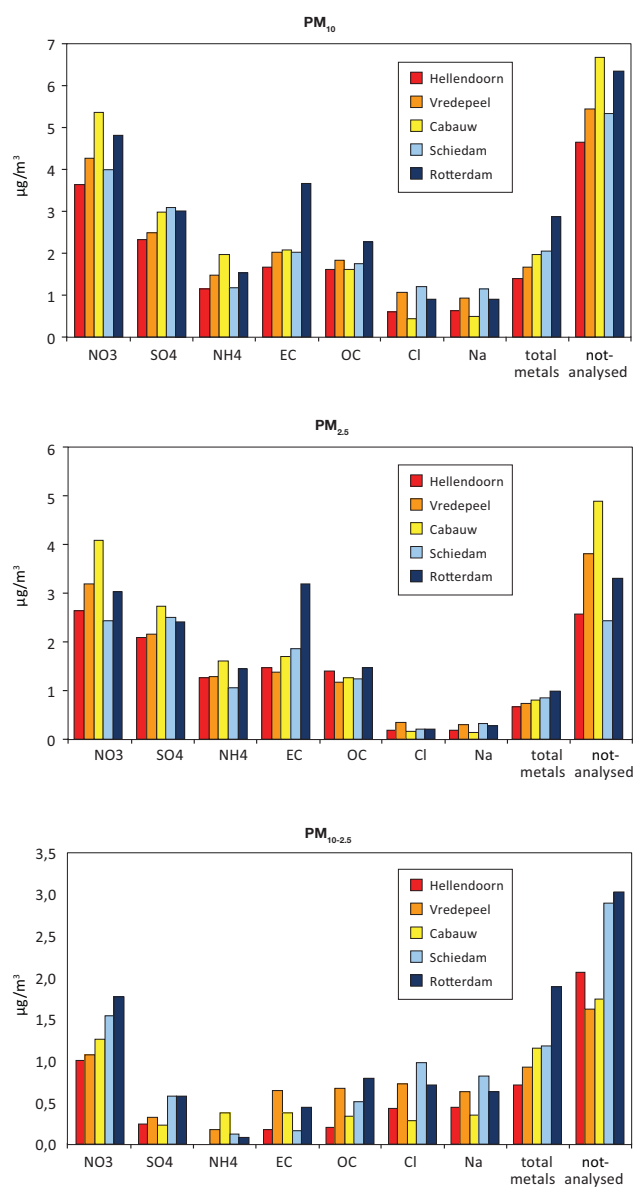 PM10
7
6
5
4
3
2
1
0
µg/m³
Hellendoorn
Vredepeel
Cabauw
Schiedam
Rotterdam
NO3 SO4 NH4 EC OC Cl Na total metals not-analysed
PM2.5
6
5
4
3
2
1
0
µg/m³
Hellendoorn
Vredepeel
Cabauw
Schiedam
Rotterdam
NO3 SO4 NH4 EC OC Cl Na total metals not-analysed
PM10-2.5
3,5
3,0
2,5
2,0
1,5
1,0
0,5
0,0
µg/m³
Hellendoorn
Vredepeel
Cabauw
Schiedam
Rotterdam
NO3 SO4 NH4 EC OC Cl Na total metals not-analysed